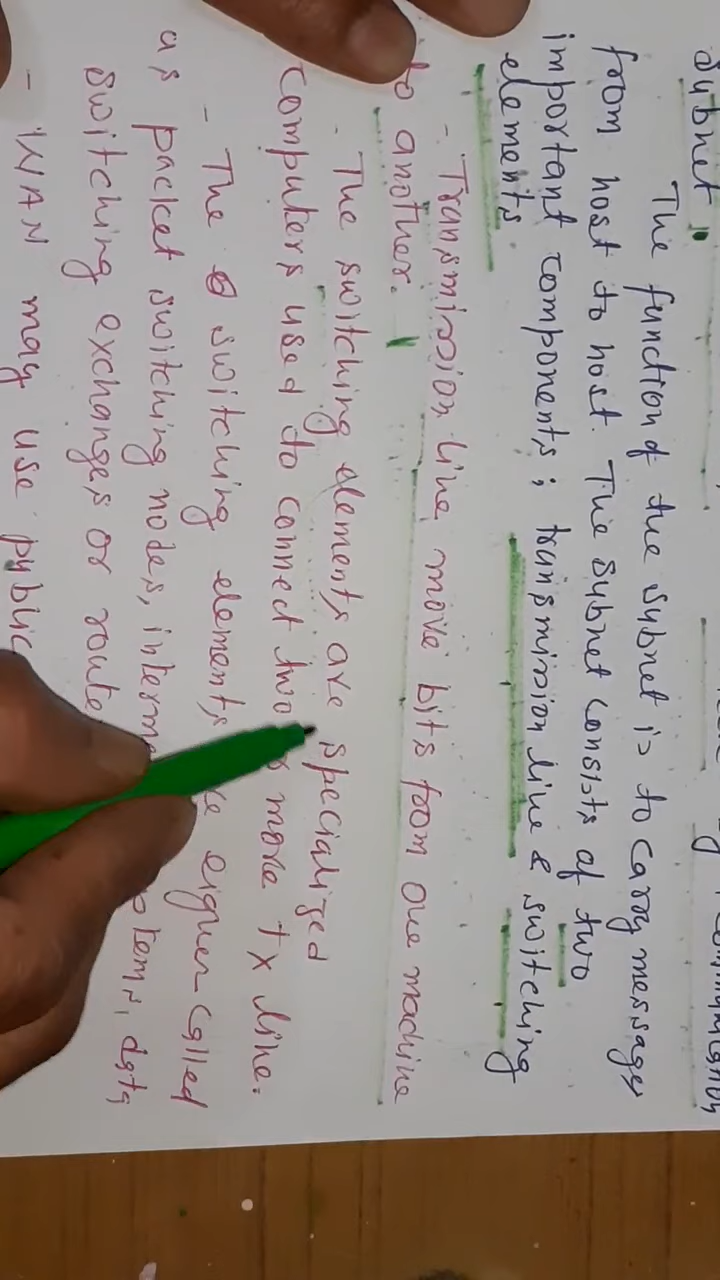 Subnet
The function of the subnet is to carry messages
from host to host. The subnet consists of two
important components; transmission line & switching
elements.
- Transmission line, move bits from one machine
to another.
- The switching elements are specialized
computers used to connect two more tx line.
- The switching elements eigher called
as packet switching nodes, data
switching exchanges or
- WAN may use public